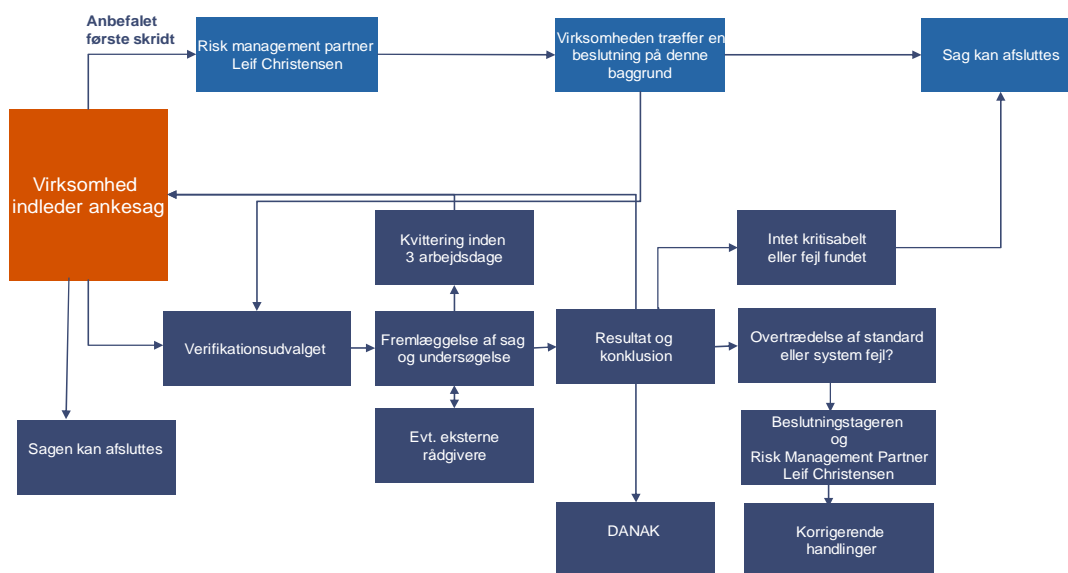 Anbefalet
første skridt
Risk management partner
Leif Christensen
Virksomheden træffer en
beslutning på denne
baggrund
Sag kan afsluttes
Virksomhed
indleder ankesag
Kvittering inden
3 arbejdsdage
Intet kritisabelt
eller fejl fundet
Verifikationsudvalget
Fremlæggelse af sag
og undersøgelse
Resultat og
konklusion
Overtrædelse af standard
eller system fejl?
Sagen kan afsluttes
Evt. eksterne
rådgivere
Beslutningstageren
og
Risk Management Partner
Leif Christensen
DANAK
Korrigerende
handlinger